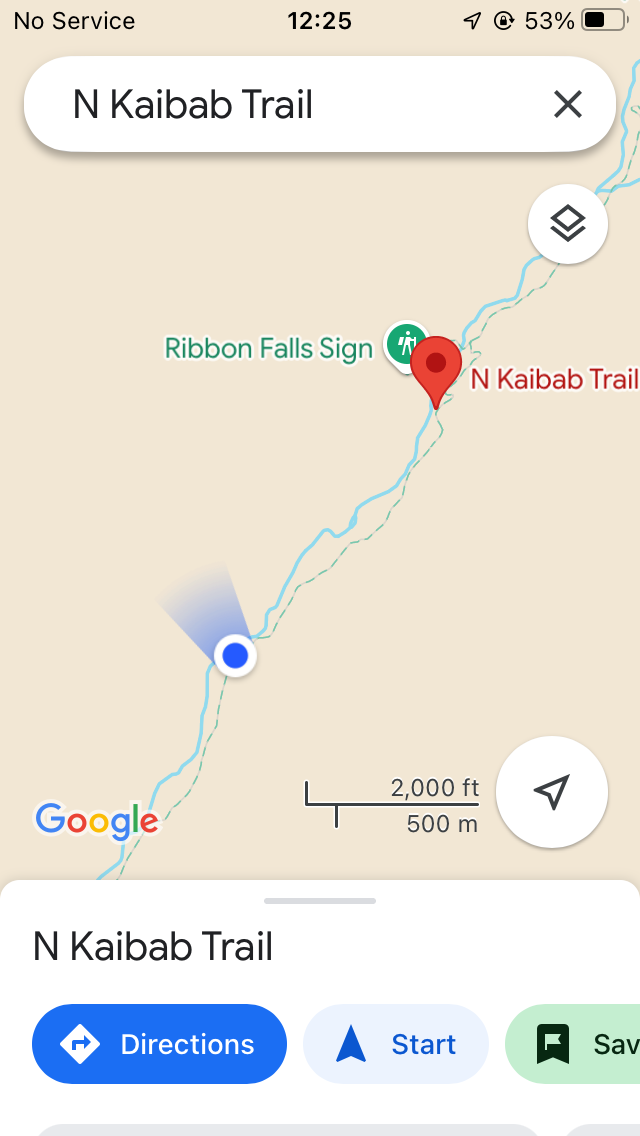 No Service 12:25 53%
N Kaibab Trail
Ribbon Falls Sign
N Kaibab Trail
2,000 ft
500 m
Google
N Kaibab Trail
Directions Start Sav